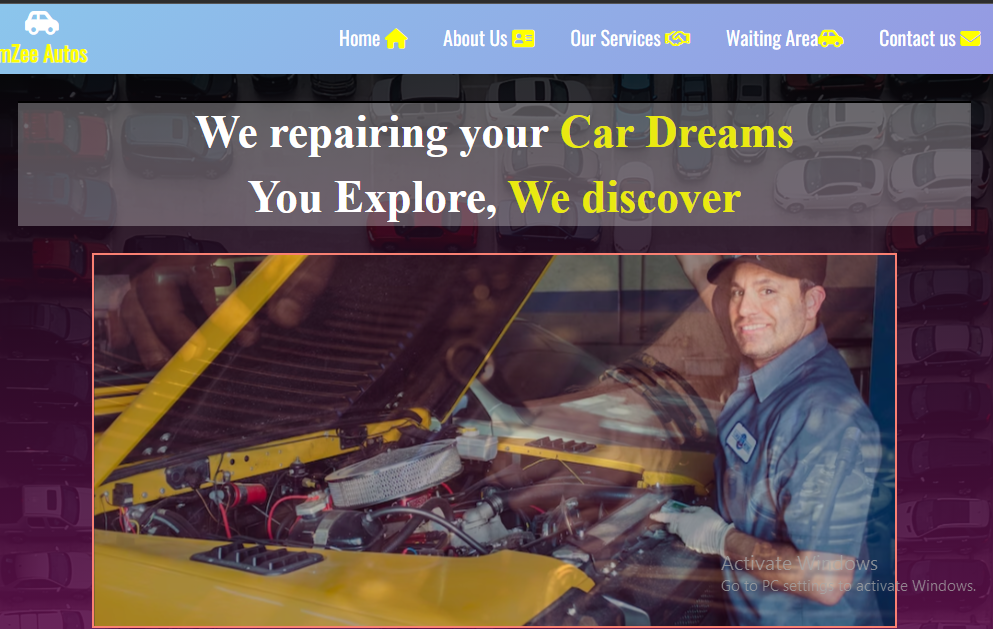 Home
About Us
Our Services
Waiting Area
Contact us
mZee Autos
We repairing your Car Dreams
You Explore, We discover
Activate Windows
Go to PC settings to activate Windows.